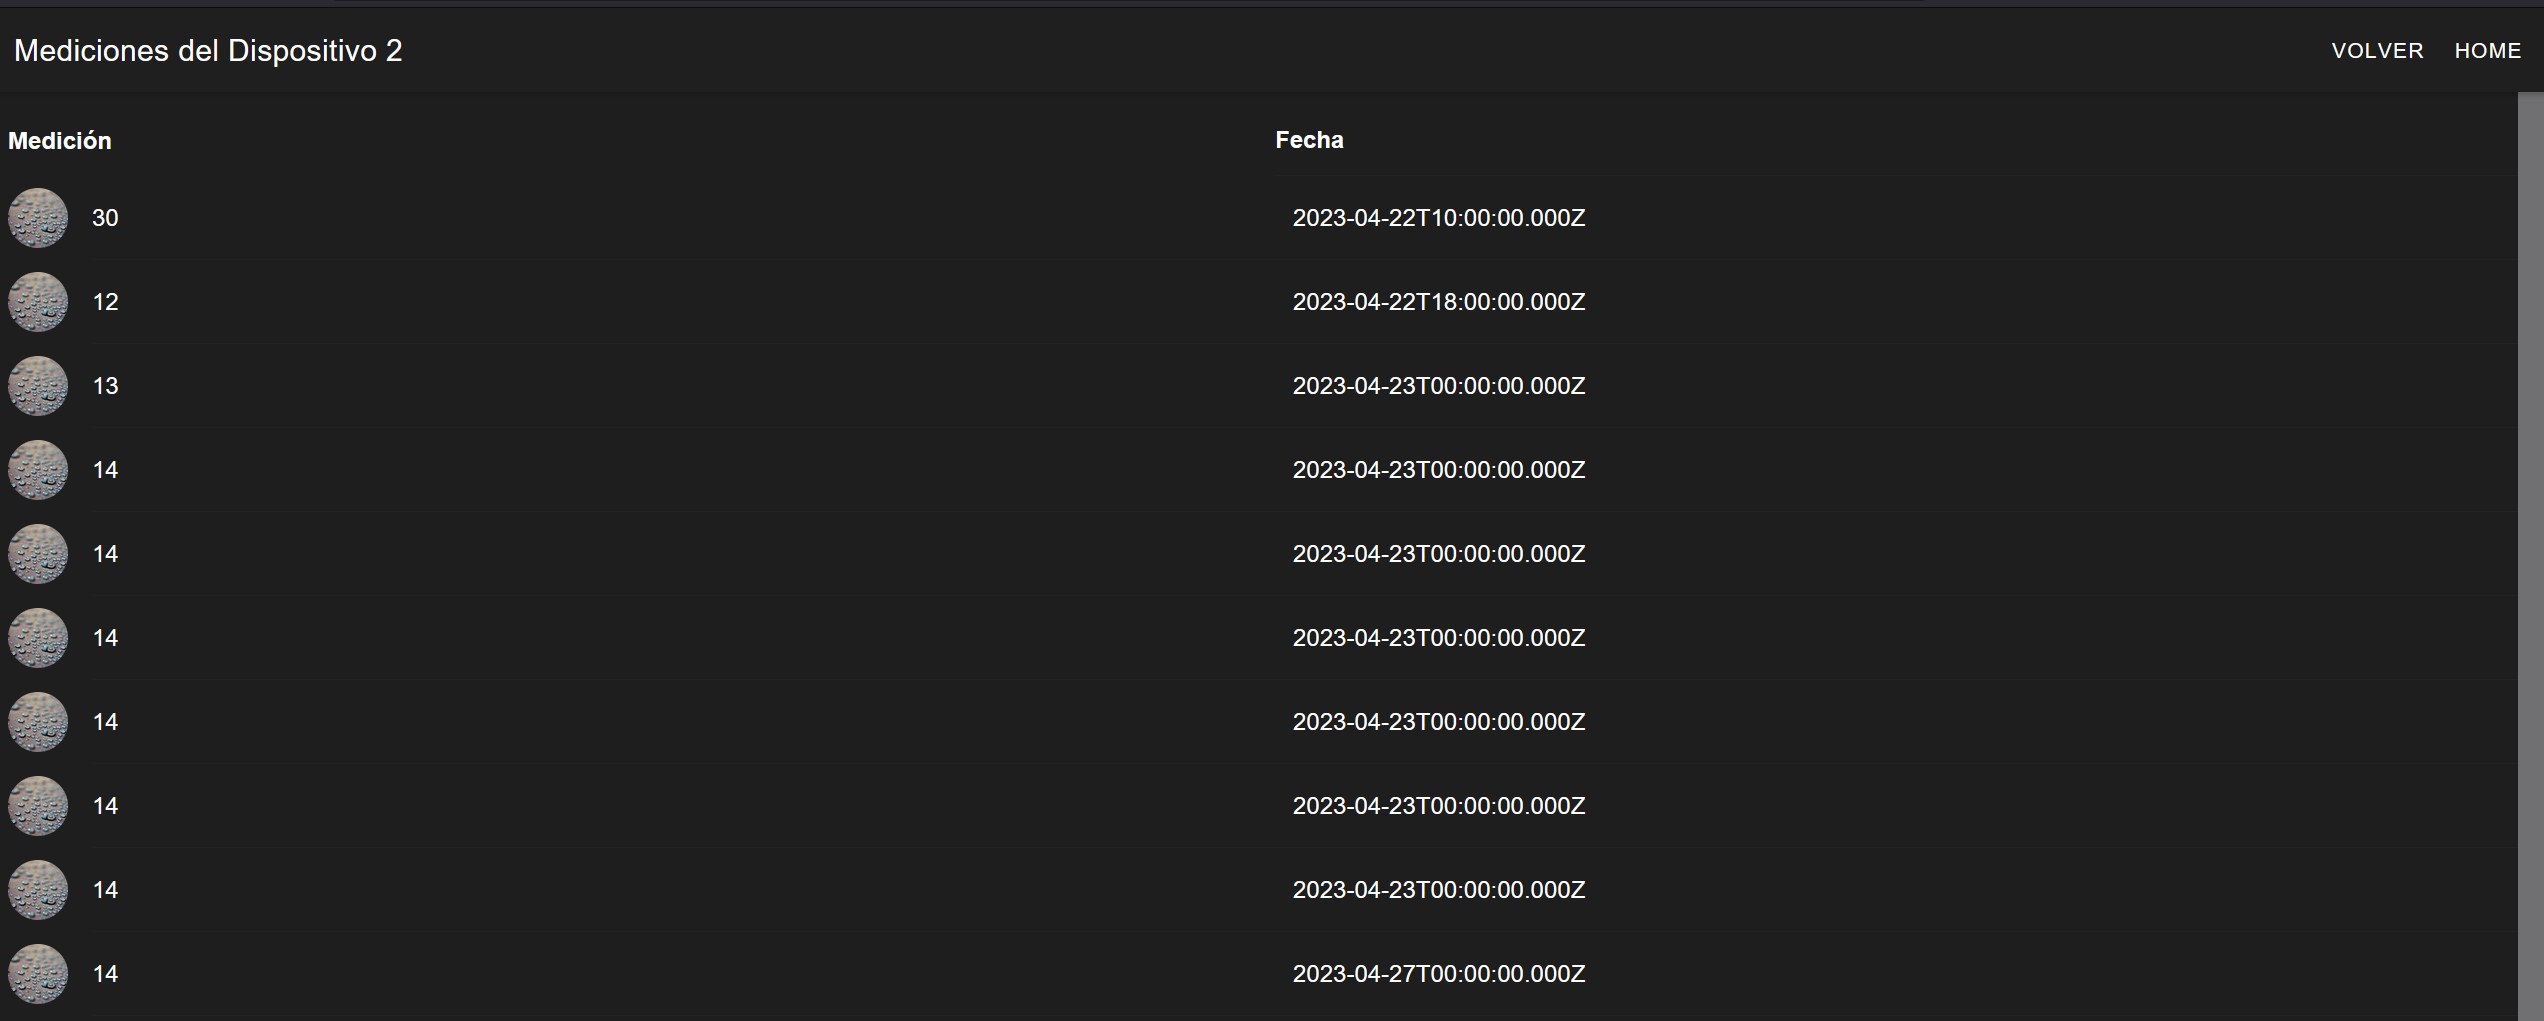 Mediciones del Dispositivo 2 VOLVER HOME
Medición Fecha
30 2023-04-22T10:00:00.000Z
12 2023-04-22T18:00:00.000Z
13 2023-04-23T00:00:00.000Z
14 2023-04-23T00:00:00.000Z
14 2023-04-23T00:00:00.000Z
14 2023-04-23T00:00:00.000Z
14 2023-04-23T00:00:00.000Z
14 2023-04-23T00:00:00.000Z
14 2023-04-23T00:00:00.000Z
14 2023-04-27T00:00:00.000Z